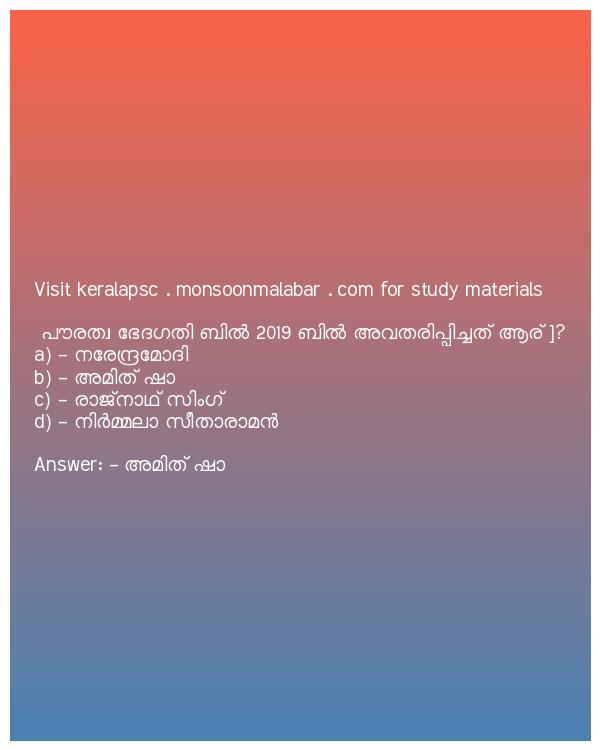 Visit keralapsc . monsoonmalabar . com for study materials
പൗരത്വ ഭേദഗതി ബിൽ 2019 ബിൽ അവതരിപ്പിച്ചത് ആര് ]?
a) - നരേന്ദ്രമോദി
b) - അമിത് ഷാ
c) - രാജ്നാഥ് സിംഗ്
d) - നിർമ്മലാ സീതാരാമൻ
Answer: - അമിത് ഷാ